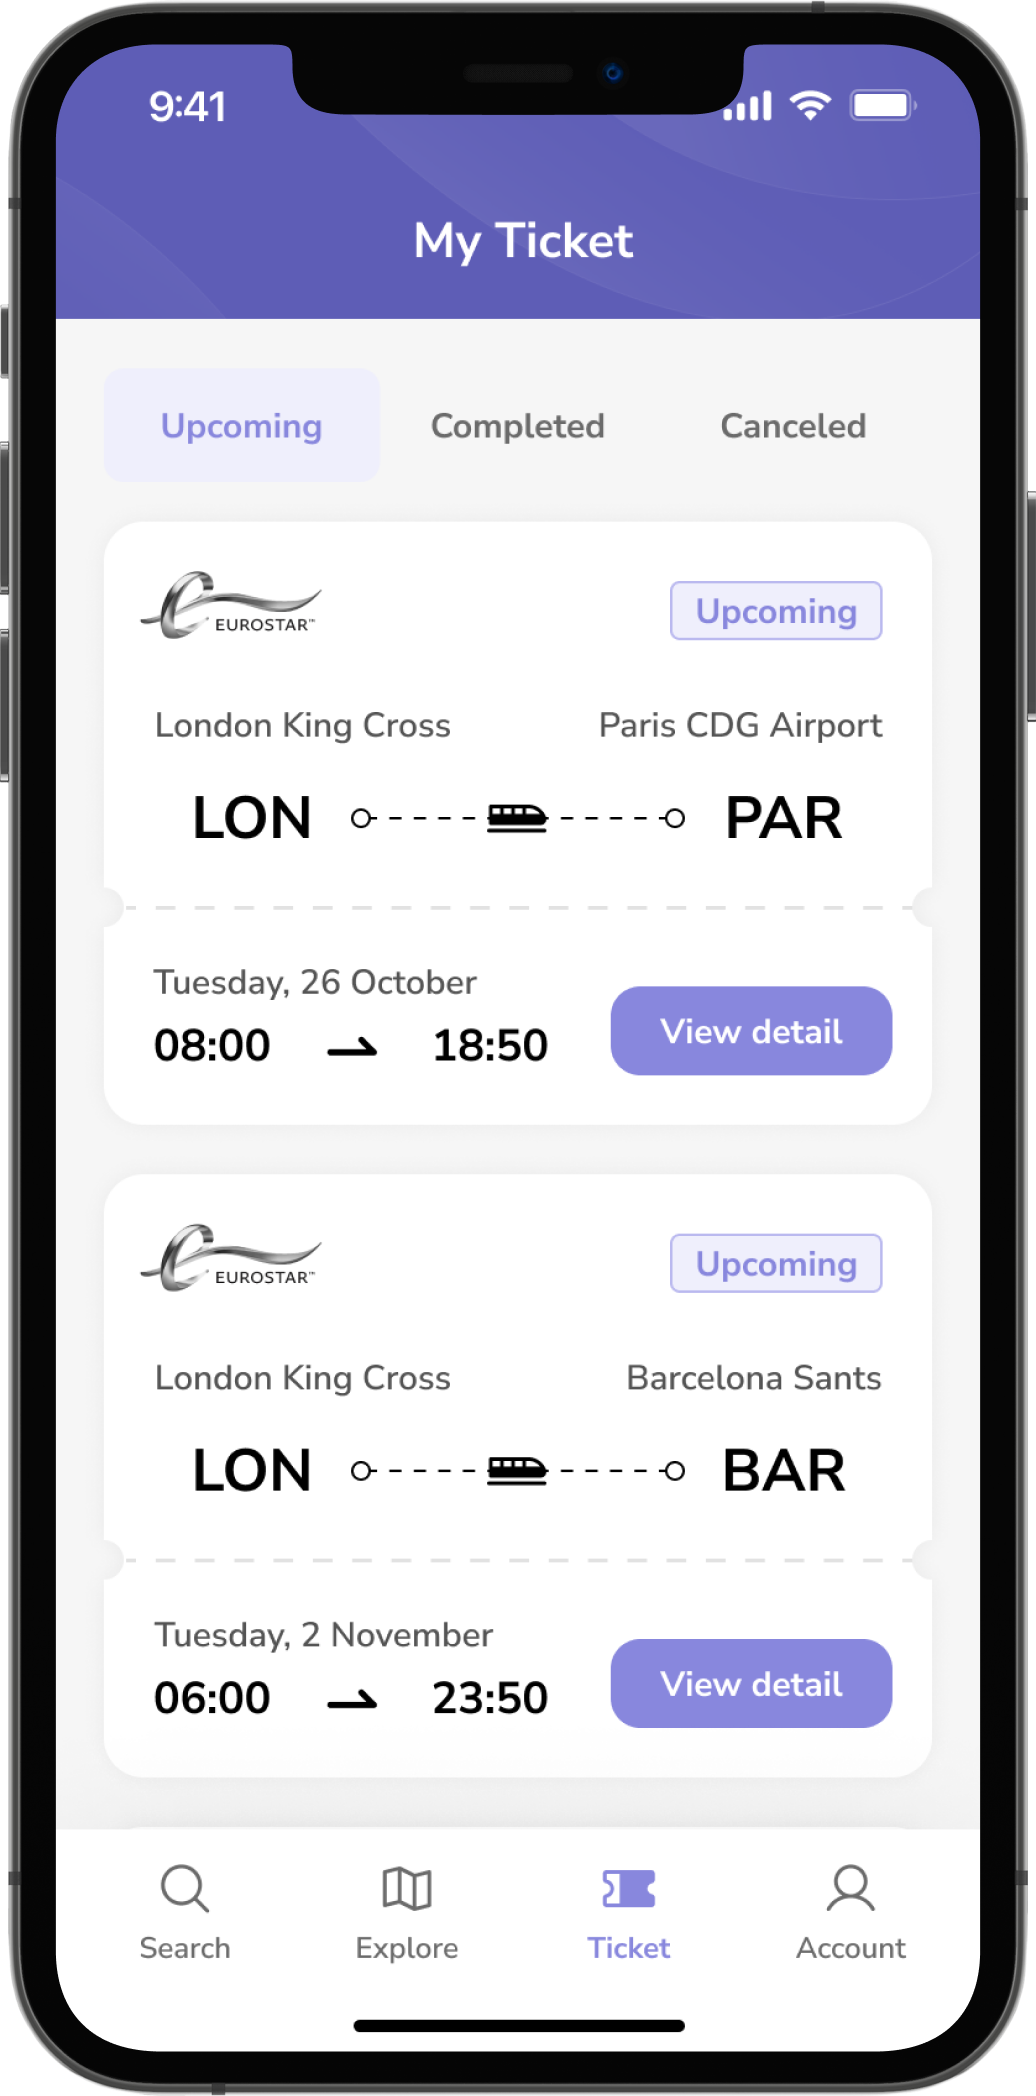 9:41
My Ticket
Upcoming Completed Canceled
EUROSTAR™ Upcoming
London King Cross Paris CDG Airport
LON PAR
Tuesday, 26 October
08:00 18:50 View detail
EUROSTAR™ Upcoming
London King Cross Barcelona Sants
LON BAR
Tuesday, 2 November
06:00 23:50 View detail
Search Explore Ticket Account